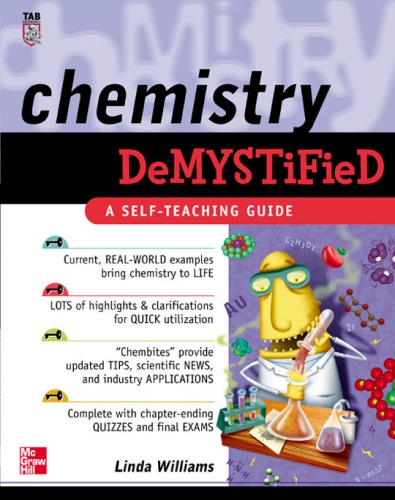 TAB
chemistry
DeMYSTiFieD
A SELF-TEACHING GUIDE
Current, REAL-WORLD examples
bring chemistry to LIFE
LOTS of highlights & clarifications
for QUICK utilization
"Chembites" provide
updated TIPS, scientific NEWS,
and industry APPLICATIONS
Complete with chapter-ending
QUIZZES and final EXAMS
C2H3O2
AU
H-N-H
Mc
Graw
Hill
Linda Williams